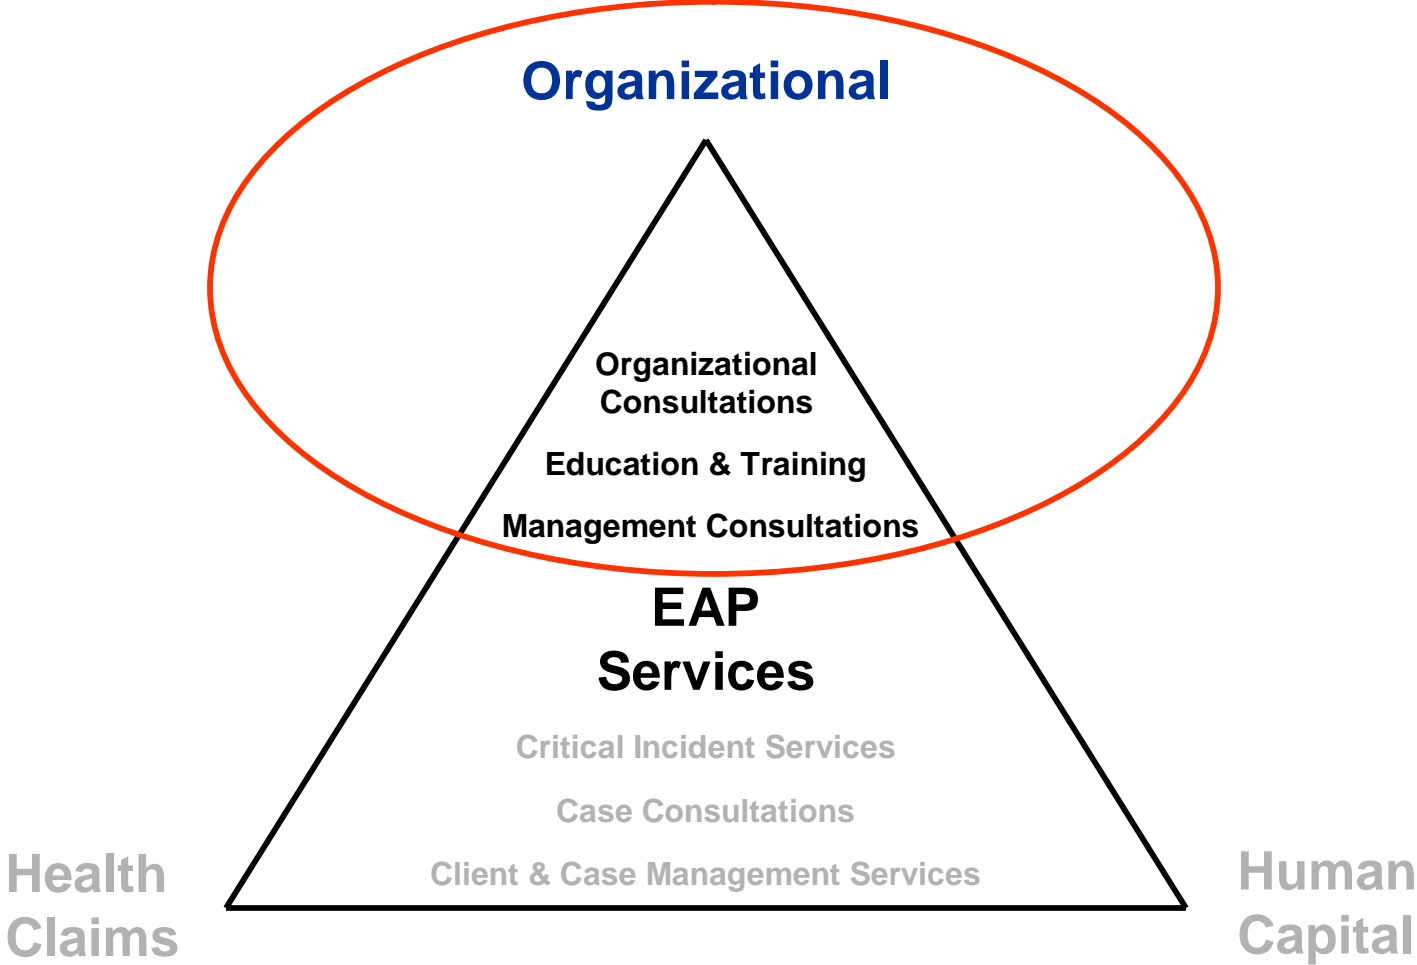 Organizational
Organizational
Consultations
Education & Training
Management Consultations
EAP
Services
Critical Incident Services
Case Consultations
Client & Case Management Services
Health
Claims
Human
Capital